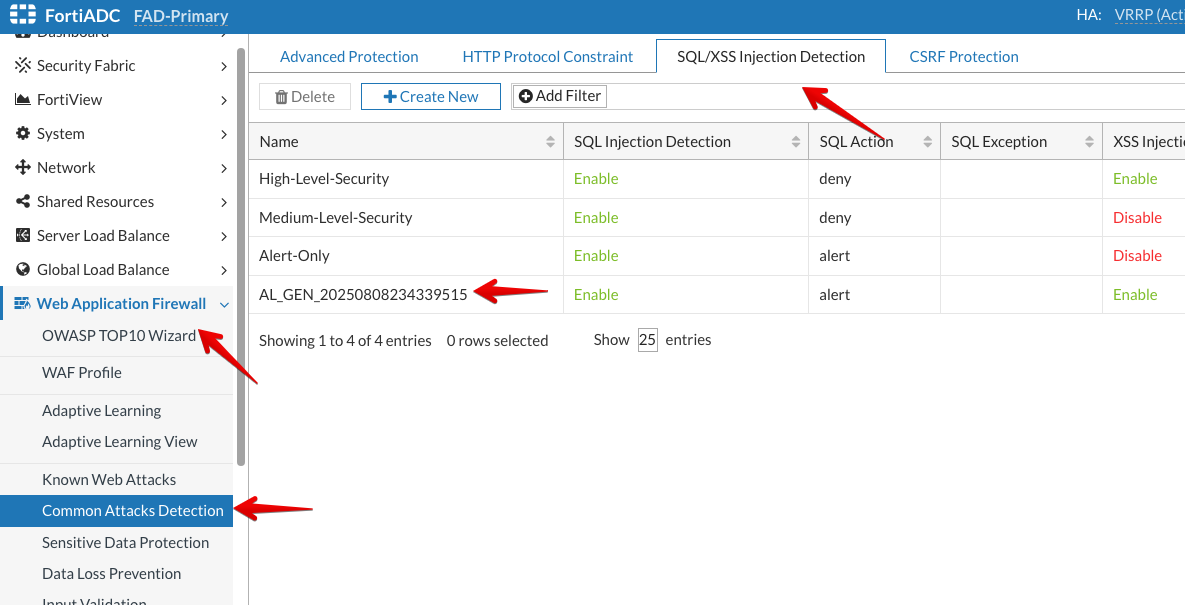 FortiADC FAD-Primary HA: VRRP (Acti
Dashboard
Security Fabric
FortiView
System
Network
Shared Resources
Server Load Balance
Global Load Balance
Web Application Firewall
OWASP TOP10 Wizard
WAF Profile
Adaptive Learning
Adaptive Learning View
Known Web Attacks
Common Attacks Detection
Sensitive Data Protection
Data Loss Prevention
Input Validation
Advanced Protection HTTP Protocol Constraint SQL/XSS Injection Detection CSRF Protection
Delete Create New Add Filter
Name SQL Injection Detection SQL Action SQL Exception XSS Injecti
High-Level-Security Enable deny Enable
Medium-Level-Security Enable deny Disable
Alert-Only Enable alert Disable
AL_GEN_20250808234339515 Enable alert Enable
Showing 1 to 4 of 4 entries 0 rows selected Show 25 entries